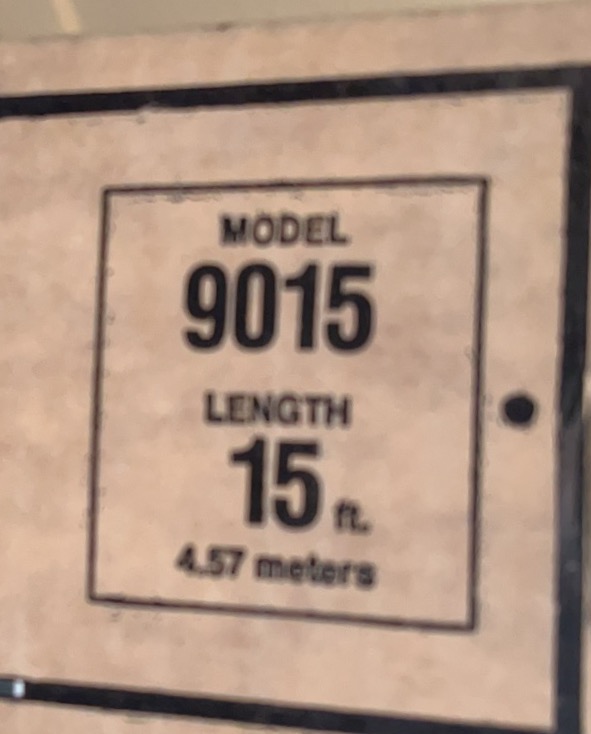 MODEL
9015
LENGTH
15 ft.
4.57 meters